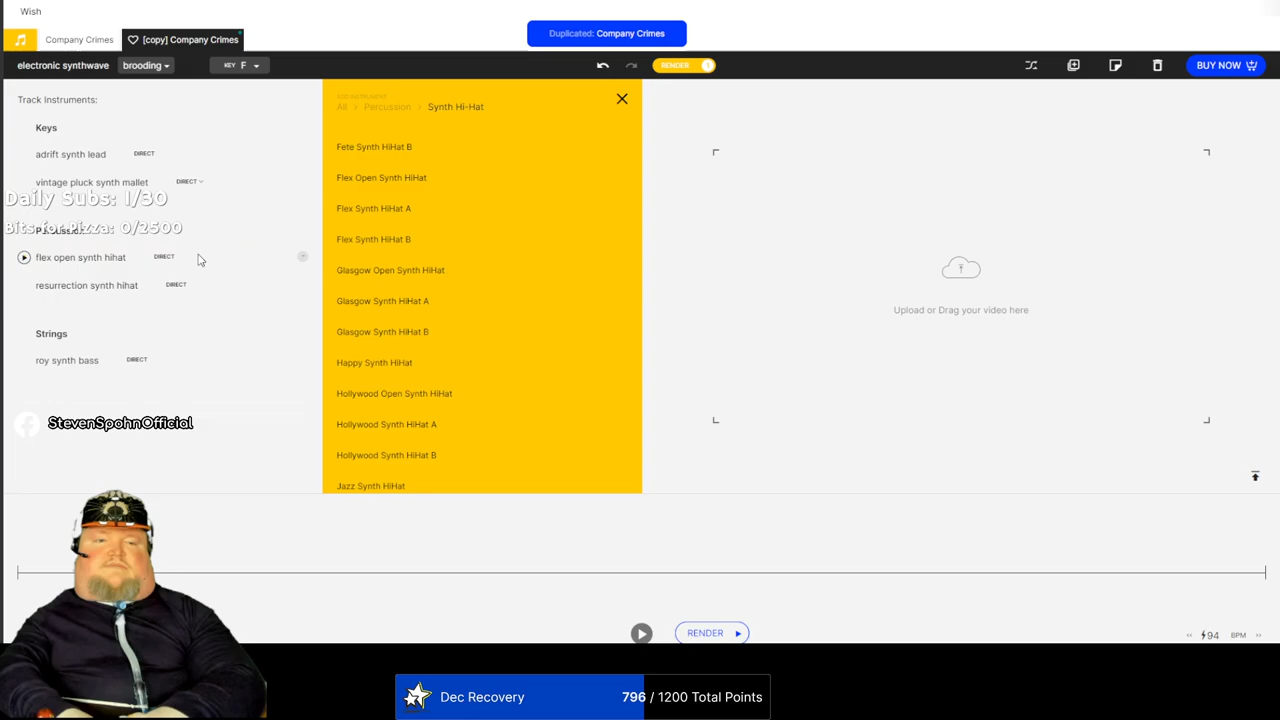 Wish
Company Crimes
[copy] Company Crimes
Duplicated: Company Crimes
electronic synthwave
brooding
KEY F
RENDER
BUY NOW
Track Instruments:
Keys
adrift synth lead DIRECT
vintage pluck synth mallet DIRECT
Daily Subs: 1/30
Bits for Pizza: 0/2500
flex open synth hihat DIRECT
resurrection synth hihat DIRECT
Strings
roy synth bass DIRECT
StevenSpohnOfficial
ADD INSTRUMENT
All > Percussion > Synth Hi-Hat
Fete Synth HiHat B
Flex Open Synth HiHat
Flex Synth HiHat A
Flex Synth HiHat B
Glasgow Open Synth HiHat
Glasgow Synth HiHat A
Glasgow Synth HiHat B
Happy Synth HiHat
Hollywood Open Synth HiHat
Hollywood Synth HiHat A
Hollywood Synth HiHat B
Jazz Synth HiHat
Upload or Drag your video here
RENDER
94 BPM
Dec Recovery 796 / 1200 Total Points